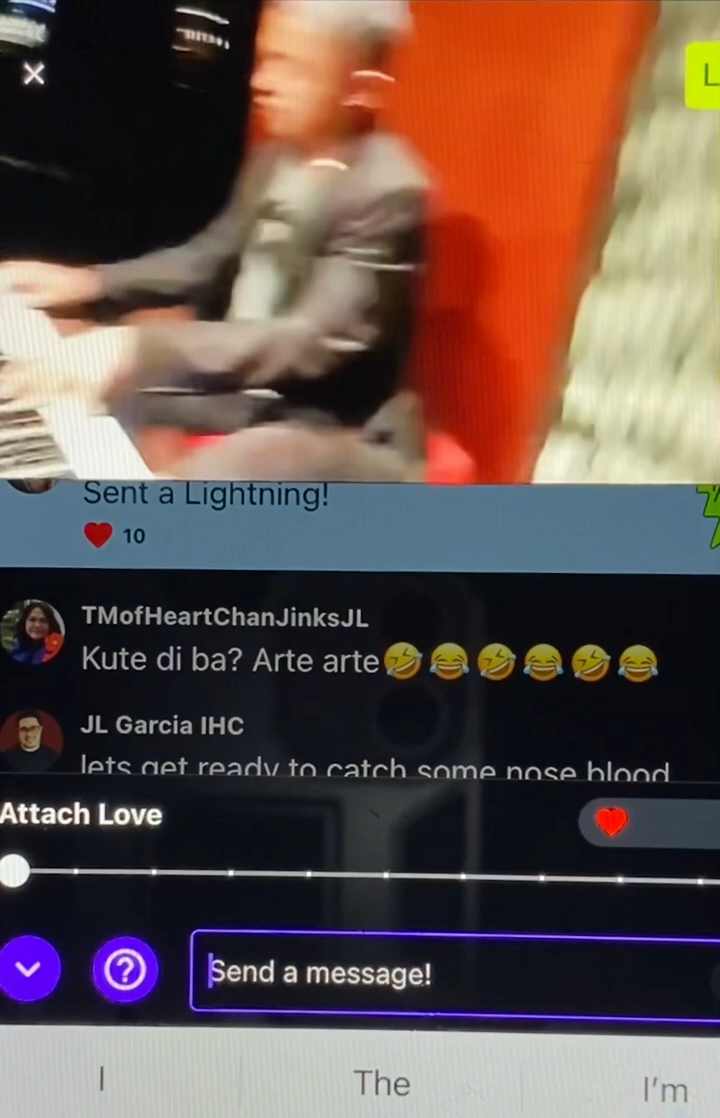 L
Sent a Lightning!
10
TMofHeartChanJinksJL
Kute di ba? Arte arte🤣😂🤣😂🤣😂
JL Garcia IHC
lets get ready to catch some nose blood
Attach Love
Send a message!
I
The
I'm